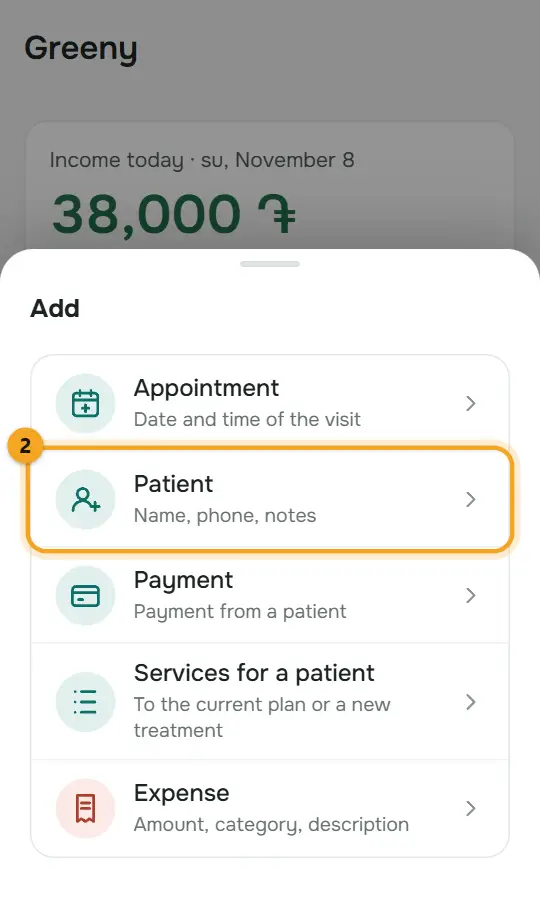 Greeny
Income today · su, November 8
38,000 ֏
Add
Appointment
Date and time of the visit
2
Patient
Name, phone, notes
Payment
Payment from a patient
Services for a patient
To the current plan or a new
treatment
Expense
Amount, category, description